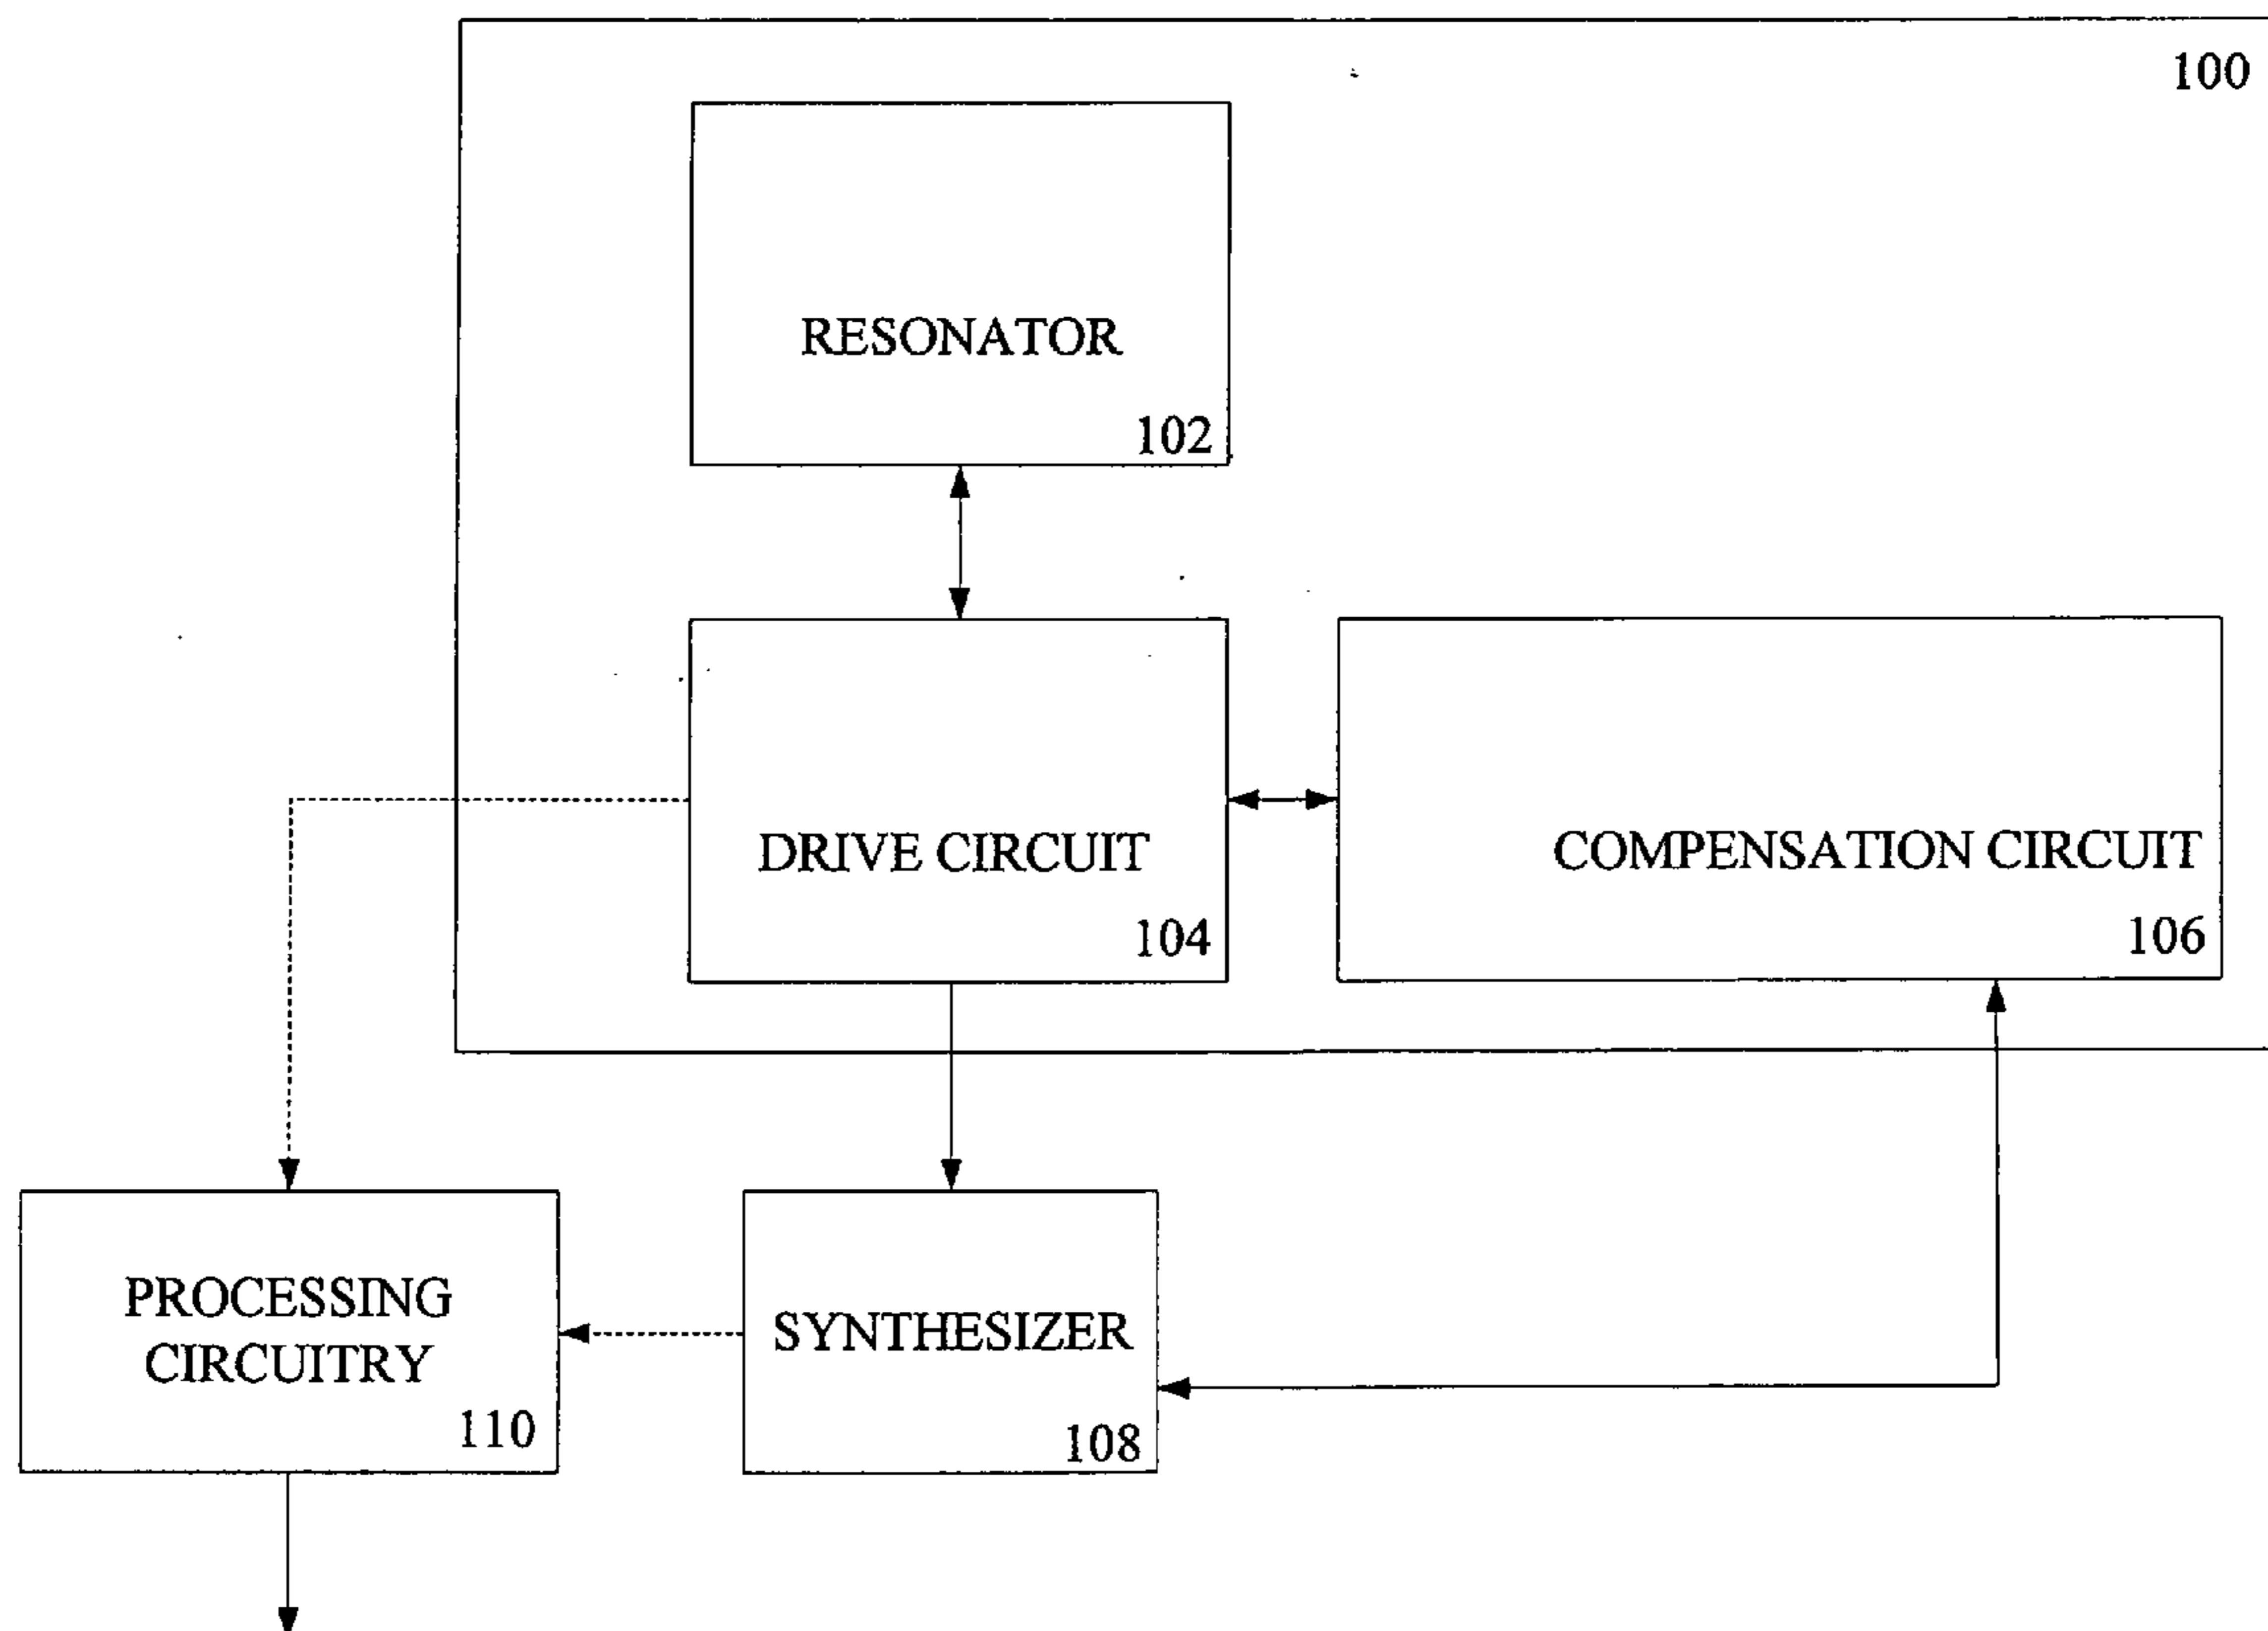 100
RESONATOR
102
DRIVE CIRCUIT
104
COMPENSATION CIRCUIT
106
PROCESSING
CIRCUITRY
110
SYNTHESIZER
108